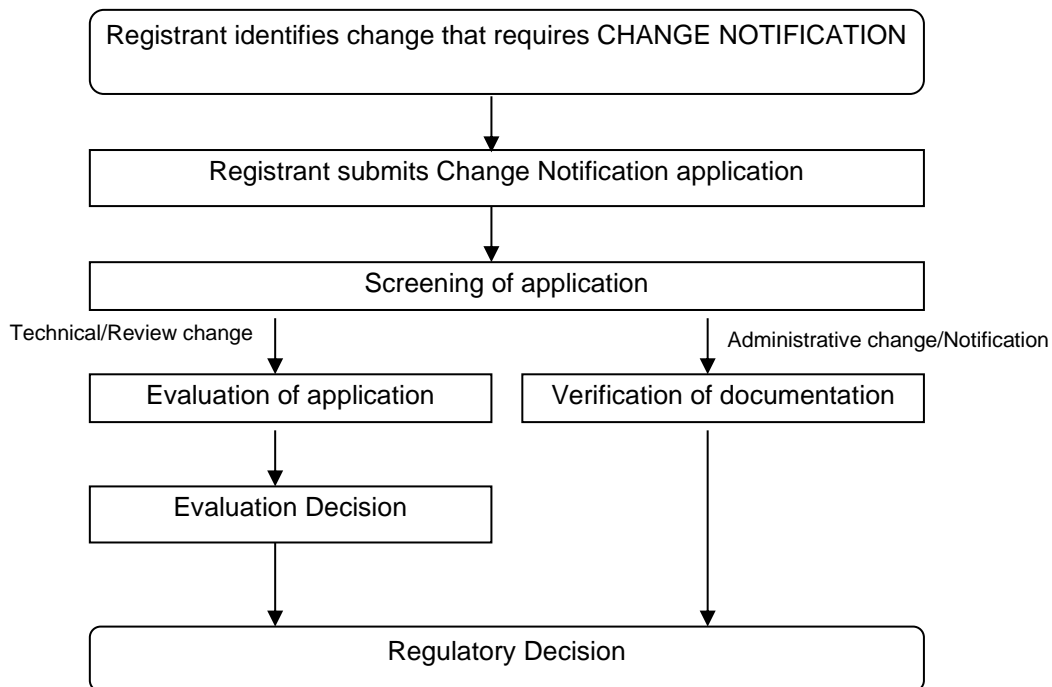 Registrant identifies change that requires CHANGE NOTIFICATION
Registrant submits Change Notification application
Screening of application
Technical/Review change
Administrative change/Notification
Evaluation of application
Verification of documentation
Evaluation Decision
Regulatory Decision